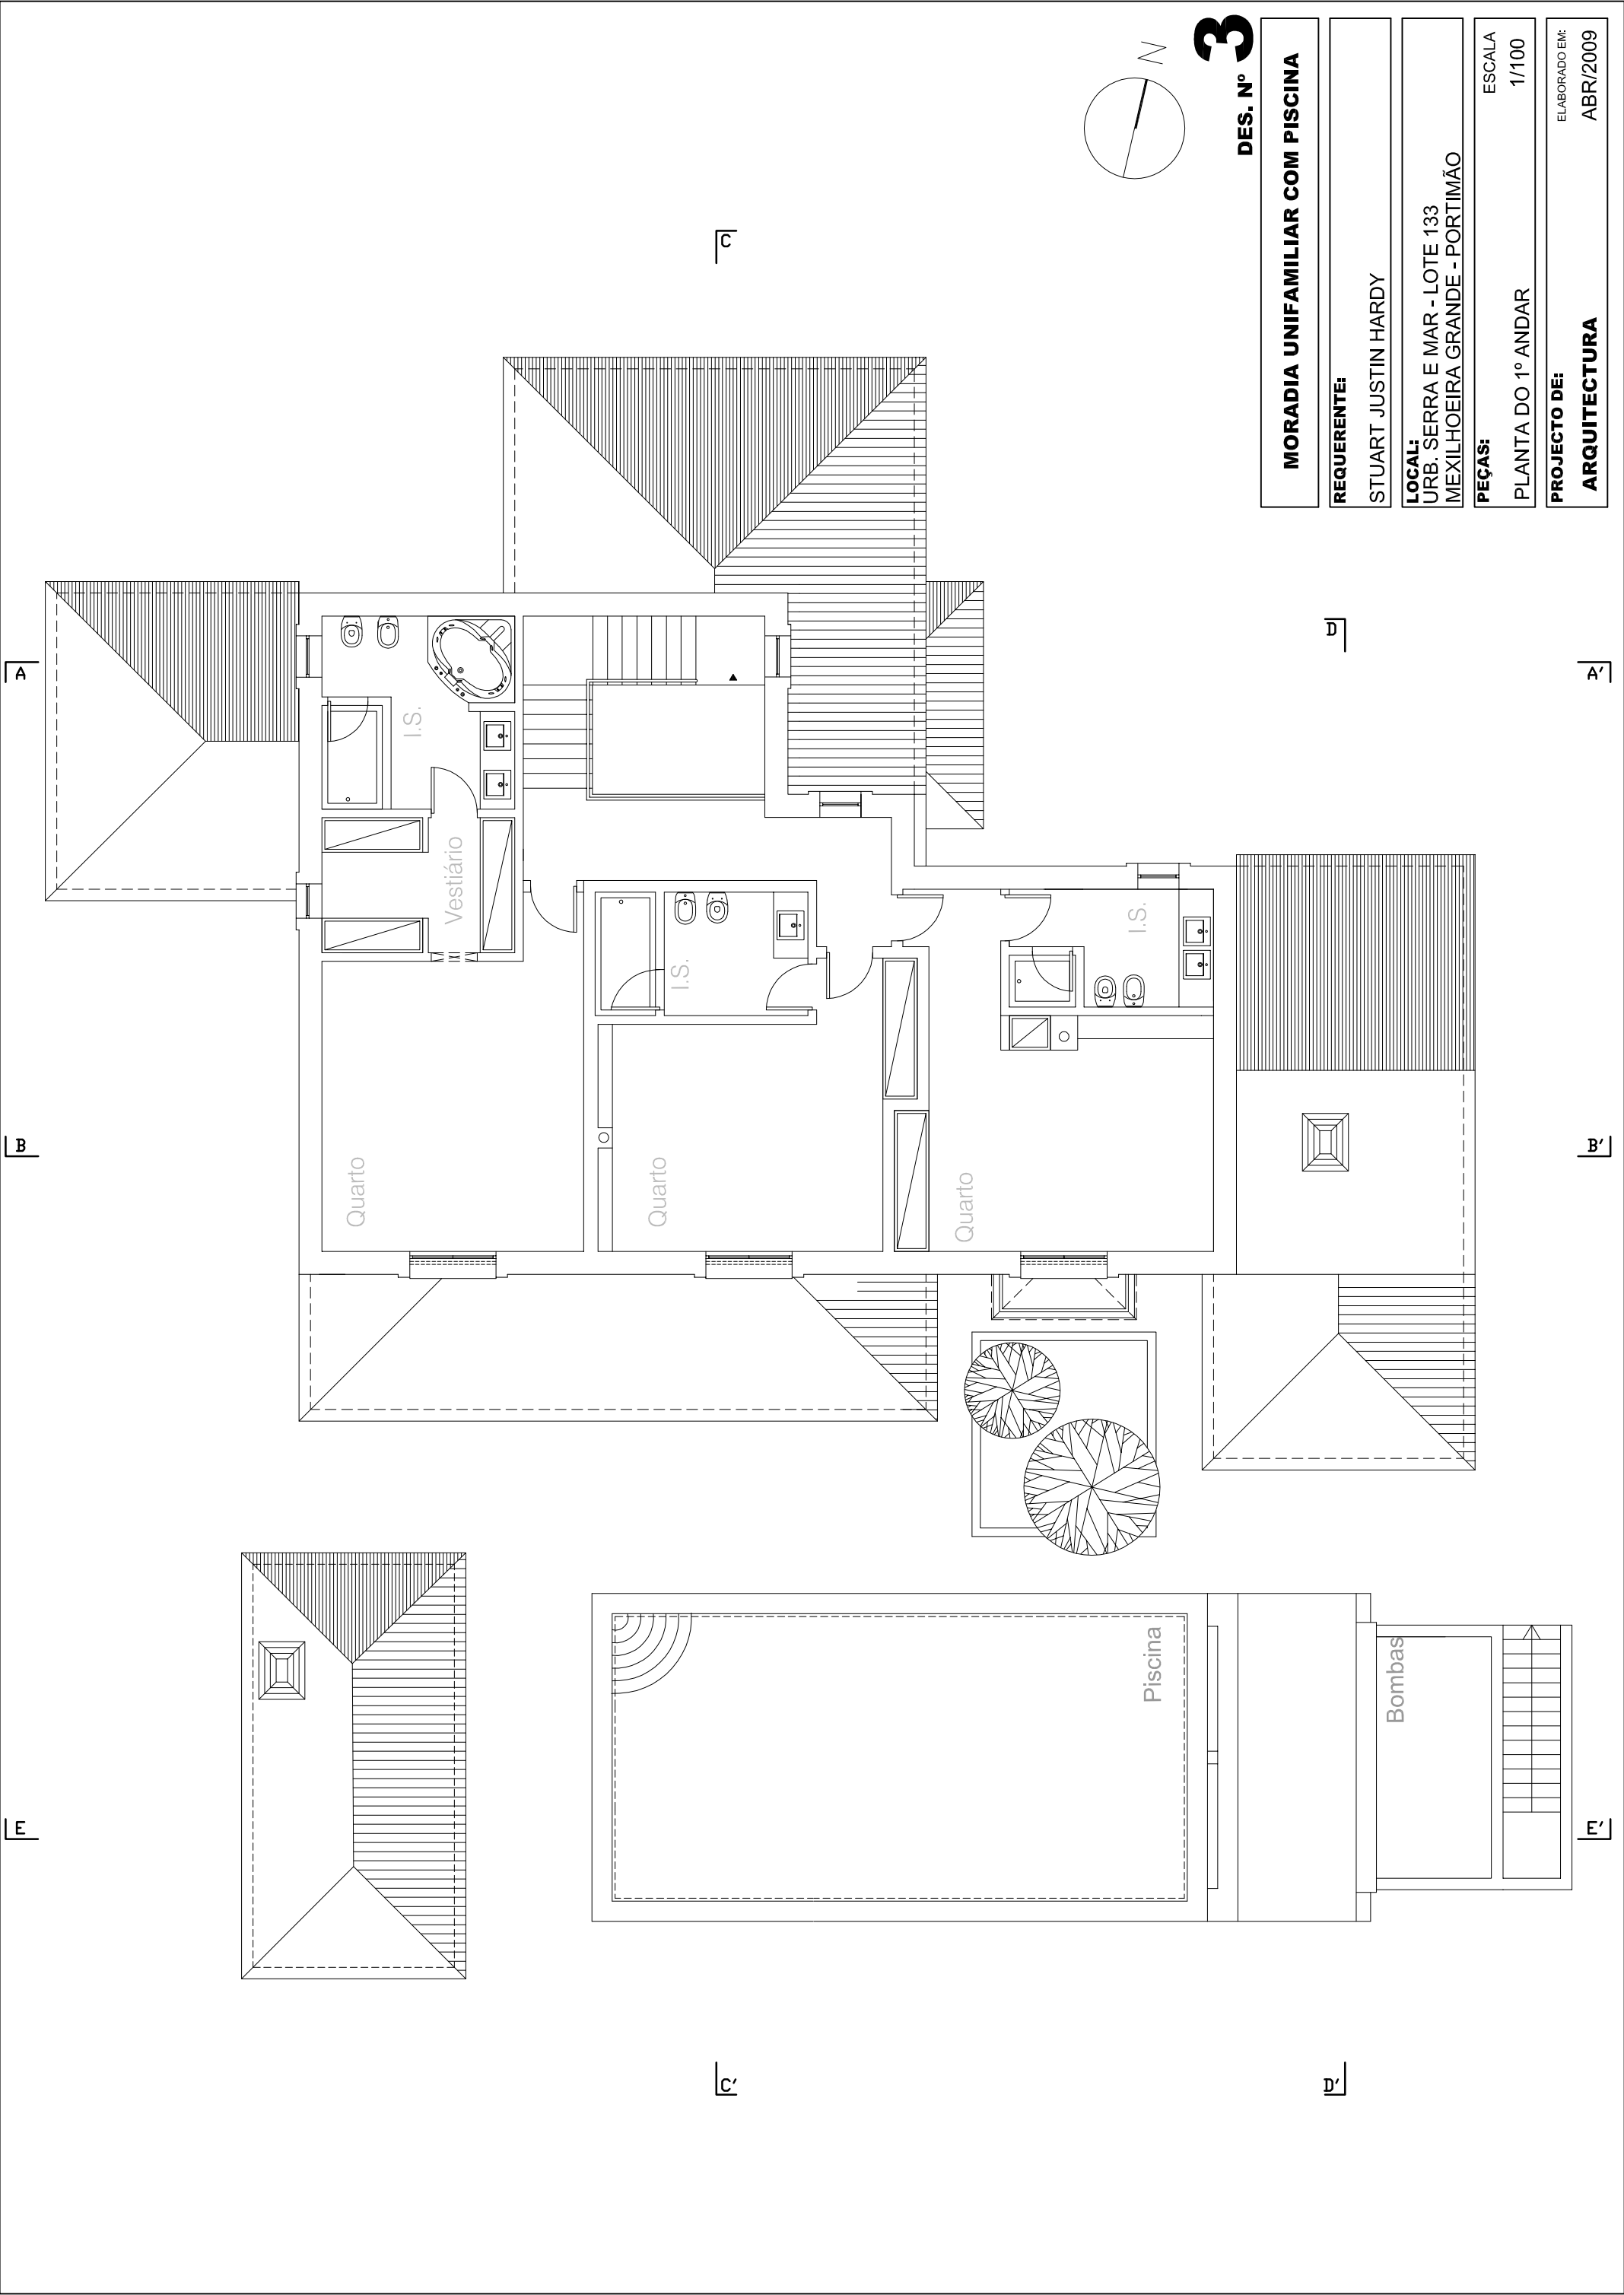 DES. Nº 3
MORADIA UNIFAMILIAR COM PISCINA
REQUERENTE:
STUART JUSTIN HARDY
LOCAL:
URB. SERRA E MAR - LOTE 133
MEXILHOEIRA GRANDE - PORTIMÃO
PEÇAS:
ESCALA
PLANTA DO 1º ANDAR
1/100
PROJECTO DE:
ELABORADO EM:
ARQUITECTURA
ABR/2009
N
C
D
A
A'
I.S.
Vestiário
I.S.
I.S.
B
B'
Quarto
Quarto
Quarto
Piscina
Bombas
E
E'
C'
D'